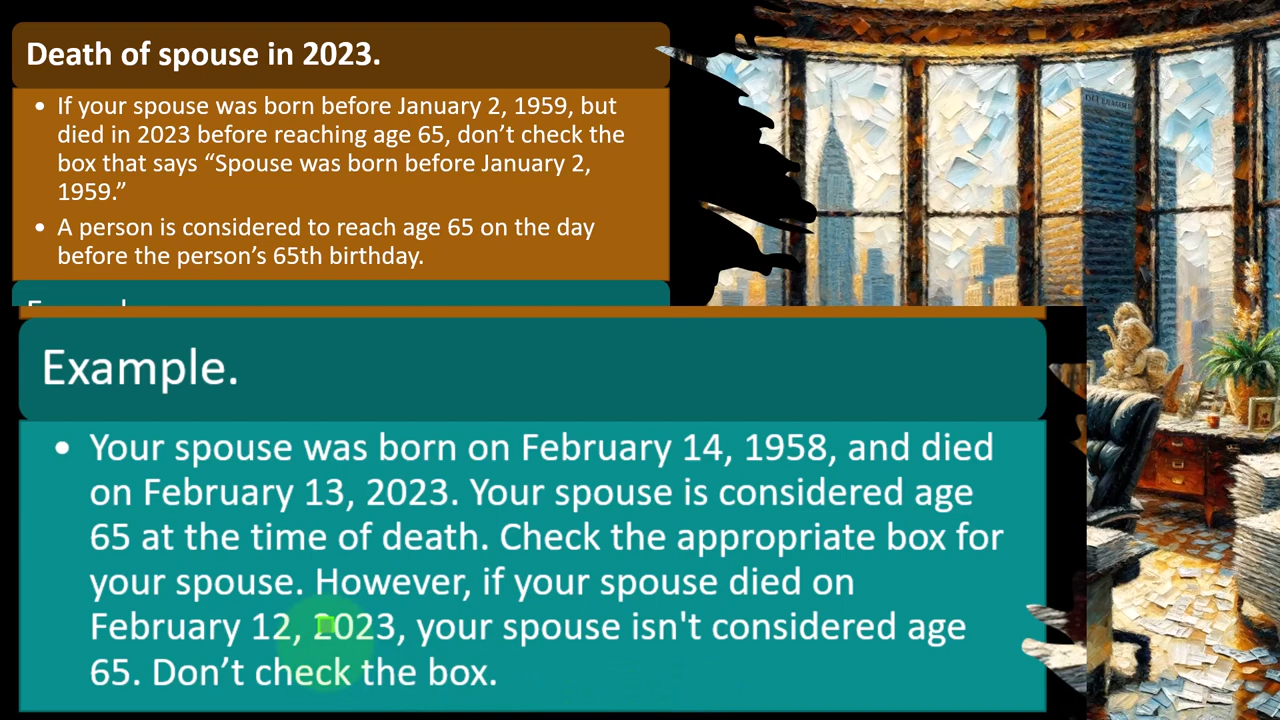 Death of spouse in 2023.
• If your spouse was born before January 2, 1959, but
died in 2023 before reaching age 65, don’t check the
box that says “Spouse was born before January 2,
1959.”
• A person is considered to reach age 65 on the day
before the person’s 65th birthday.
Example.
• Your spouse was born on February 14, 1958, and died
on February 13, 2023. Your spouse is considered age
65 at the time of death. Check the appropriate box for
your spouse. However, if your spouse died on
February 12, 2023, your spouse isn't considered age
65. Don’t check the box.